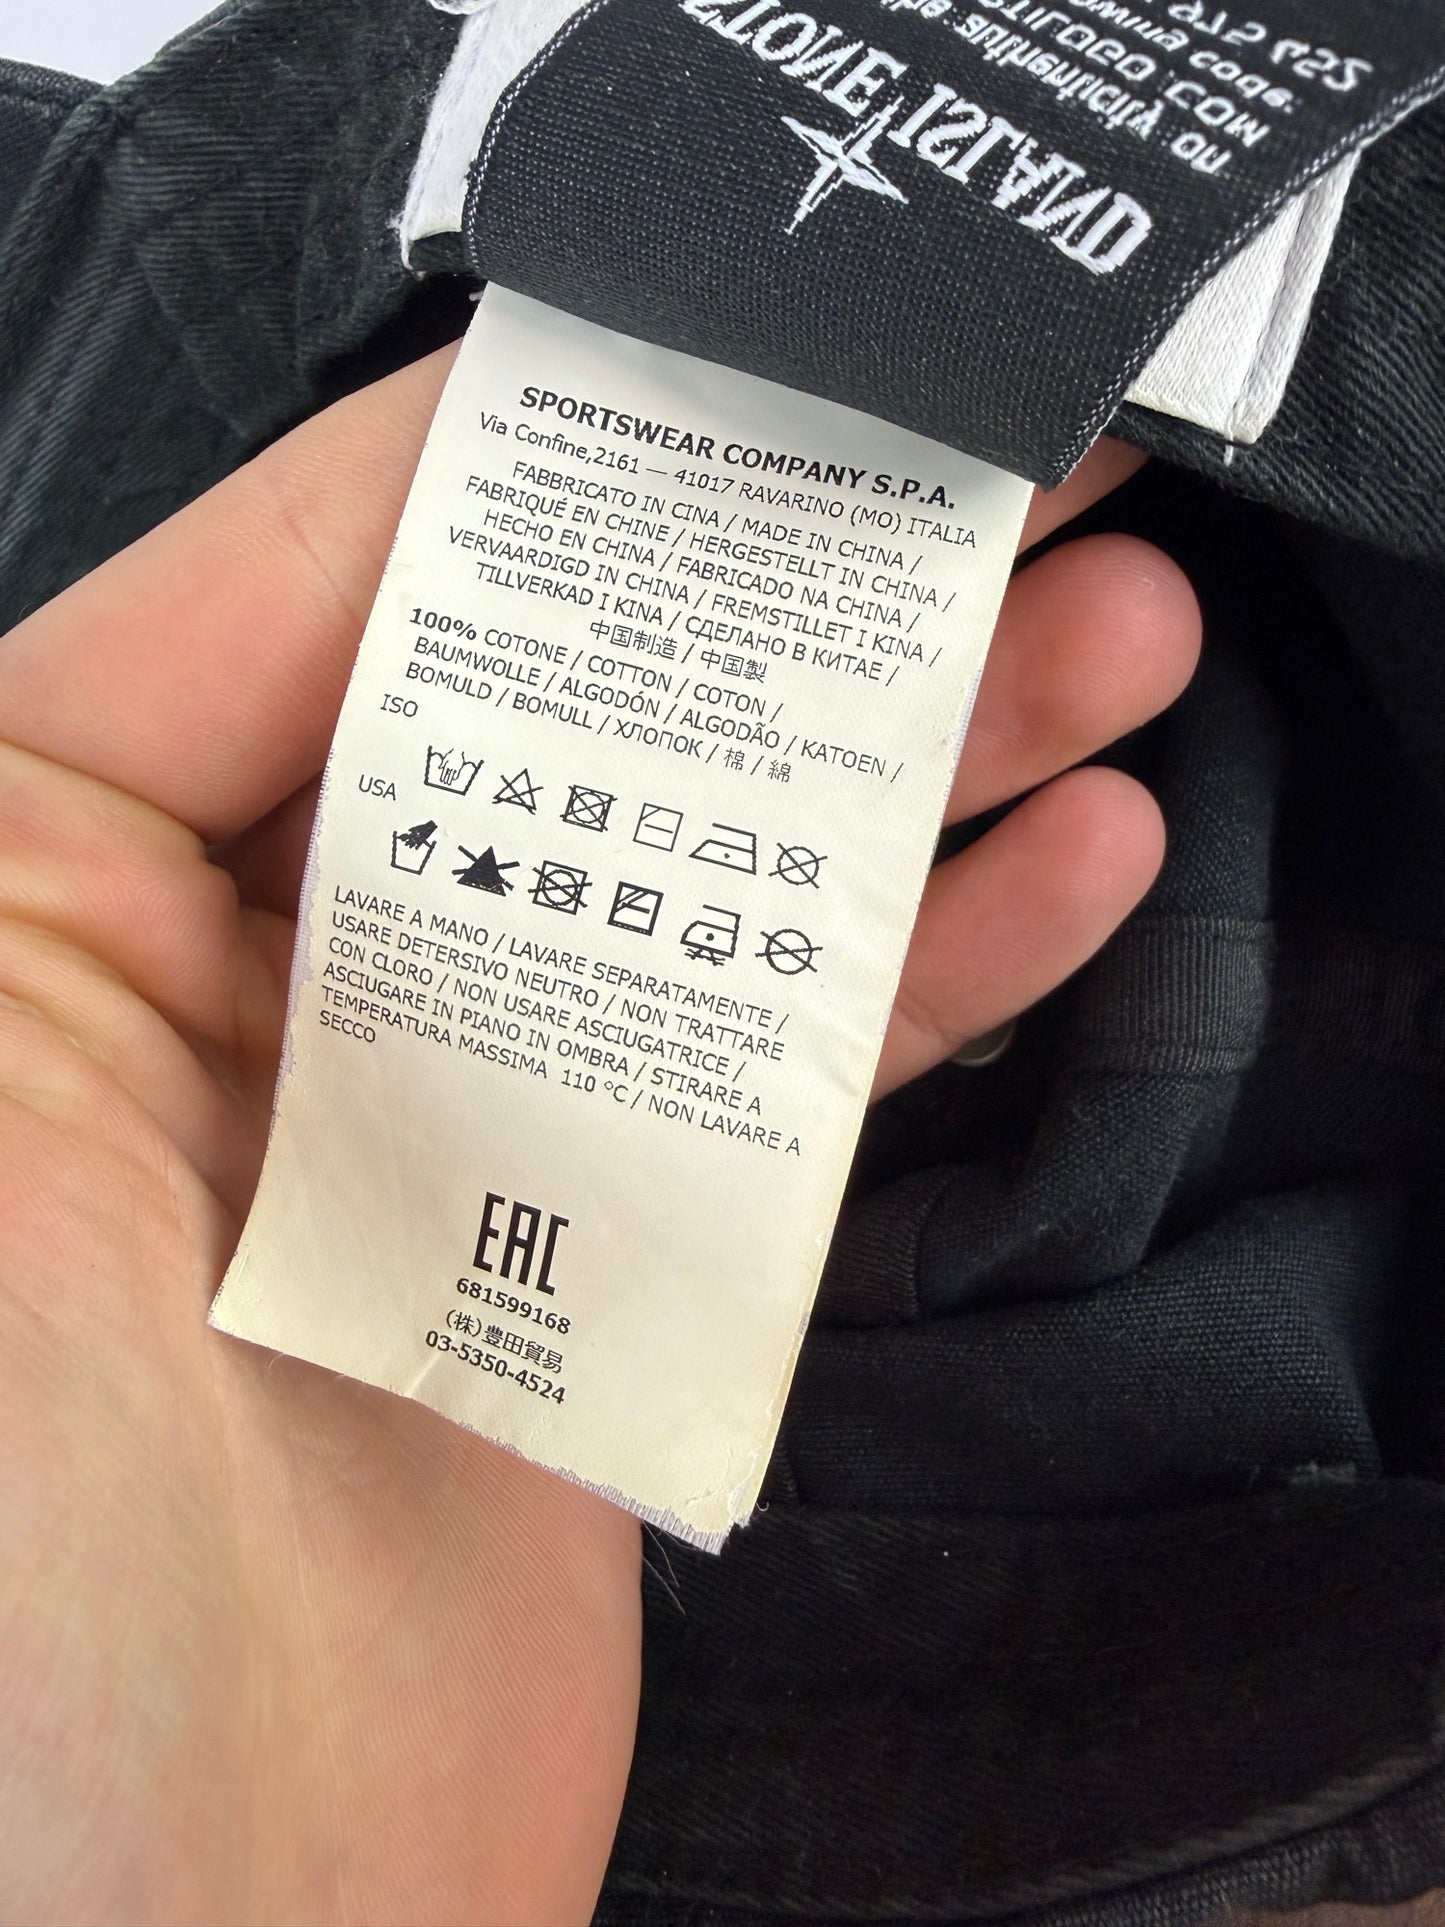 STONE ISLAND
SPORTSWEAR COMPANY S.P.A.
Via Confine,2161 — 41017 RAVARINO (MO) ITALIA
FABBRICATO IN CINA / MADE IN CHINA /
FABRIQUÉ EN CHINE / HERGESTELLT IN CHINA /
HECHO EN CHINA / FABRICADO NA CHINA /
VERVAARDIGD IN CHINA / FREMSTILLET I KINA /
TILLVERKAD I KINA / СДЕЛАНО В КИТАЕ /
中国制造 / 中国製
100% COTONE / COTTON / COTON /
BAUMWOLLE / ALGODÓN / ALGODÃO / KATOEN /
BOMULD / BOMULL / ХЛОПОК / 棉 / 綿
ISO
USA
LAVARE A MANO / LAVARE SEPARATAMENTE /
USARE DETERSIVO NEUTRO / NON TRATTARE
CON CLORO / NON USARE ASCIUGATRICE /
ASCIUGARE IN PIANO IN OMBRA / STIRARE A
TEMPERATURA MASSIMA 110 °C / NON LAVARE A
SECCO
EAC
681599168
(株)豊田貿易
03-5350-4524